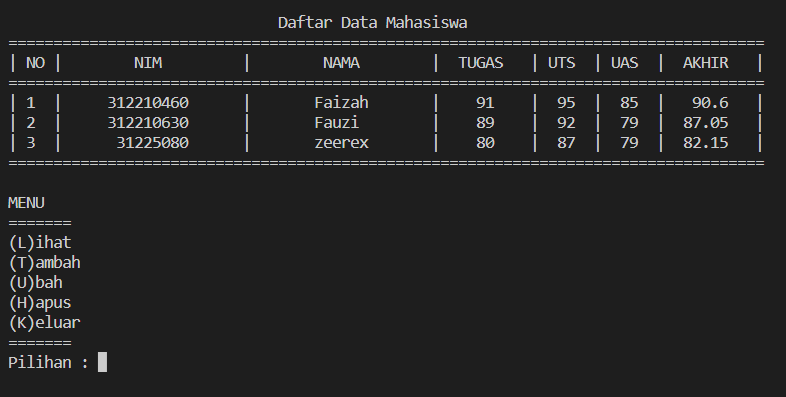 Daftar Data Mahasiswa
====================================================================================
| NO |        NIM         |        NAMA        |  TUGAS   | UTS  | UAS  |  AKHIR   |
====================================================================================
| 1  |     312210460      |       Faizah       |    91    |  95  |  85  |   90.6   |
| 2  |     312210630      |       Fauzi        |    89    |  92  |  79  |  87.05   |
| 3  |      31225080      |       zeerex       |    80    |  87  |  79  |  82.15   |
====================================================================================
MENU
=======
(L)ihat
(T)ambah
(U)bah
(H)apus
(K)eluar
=======
Pilihan :